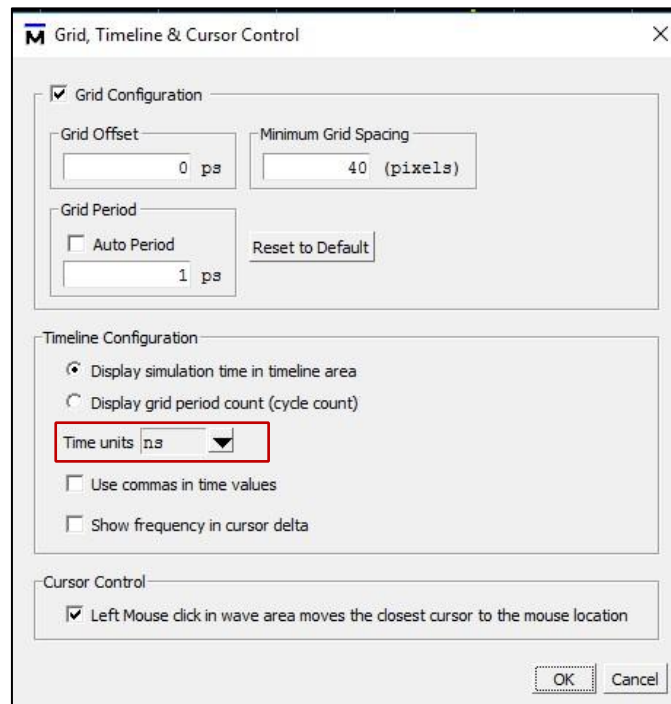 M Grid, Timeline & Cursor Control
Grid Configuration
Grid Offset
0 ps
Minimum Grid Spacing
40 (pixels)
Grid Period
Auto Period
1 ps
Reset to Default
Timeline Configuration
Display simulation time in timeline area
Display grid period count (cycle count)
Time units ns
Use commas in time values
Show frequency in cursor delta
Cursor Control
Left Mouse click in wave area moves the closest cursor to the mouse location
OK Cancel